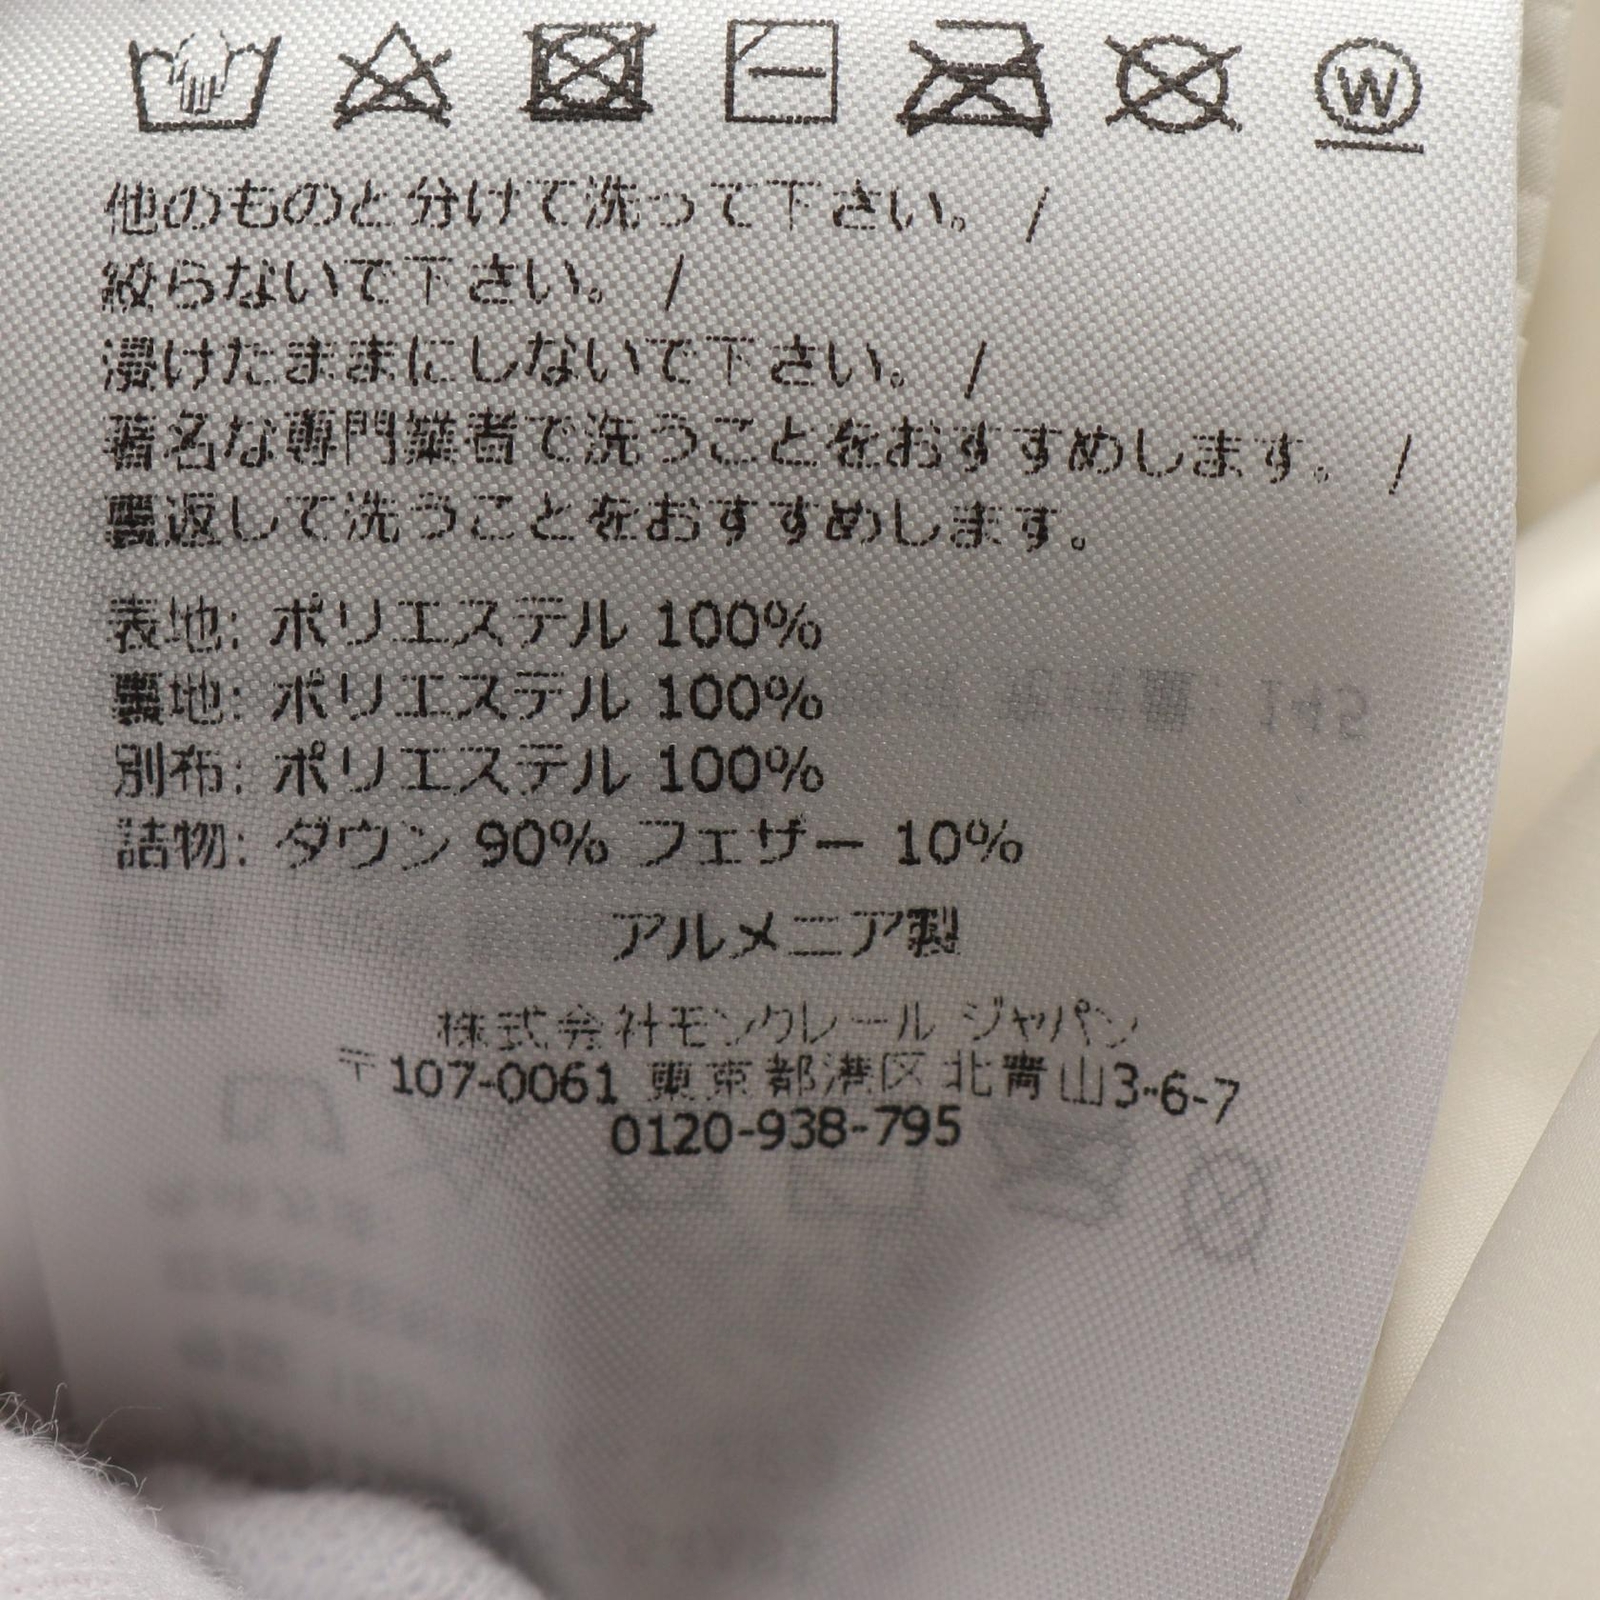 W
他のものと分けて洗って下さい。 /
絞らないで下さい。 /
浸けたままにしないで下さい。 /
著名な専門業者で洗うことをおすすめします。 /
裏返して洗うことをおすすめします。
表地: ポリエステル 100%
裏地: ポリエステル 100%
別布: ポリエステル 100%
詰物: ダウン 90% フェザー 10%
アルメニア製
株式会社モンクレール ジャパン
〒107-0061 東京都港区 北青山3-6-7
0120-938-795